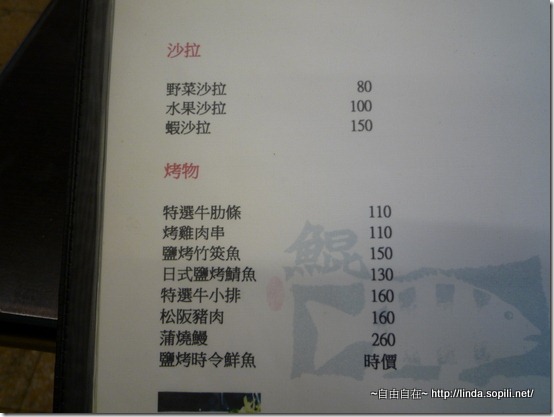 沙拉
野菜沙拉 80
水果沙拉 100
蝦沙拉 150
烤物
特選牛肋條 110
烤雞肉串 110
鹽烤竹筴魚 150
日式鹽烤鯖魚 130
特選牛小排 160
松阪豬肉 160
蒲燒鰻 260
鹽烤時令鮮魚 時價
鯤
~自由自在~ http://linda.sopili.net/